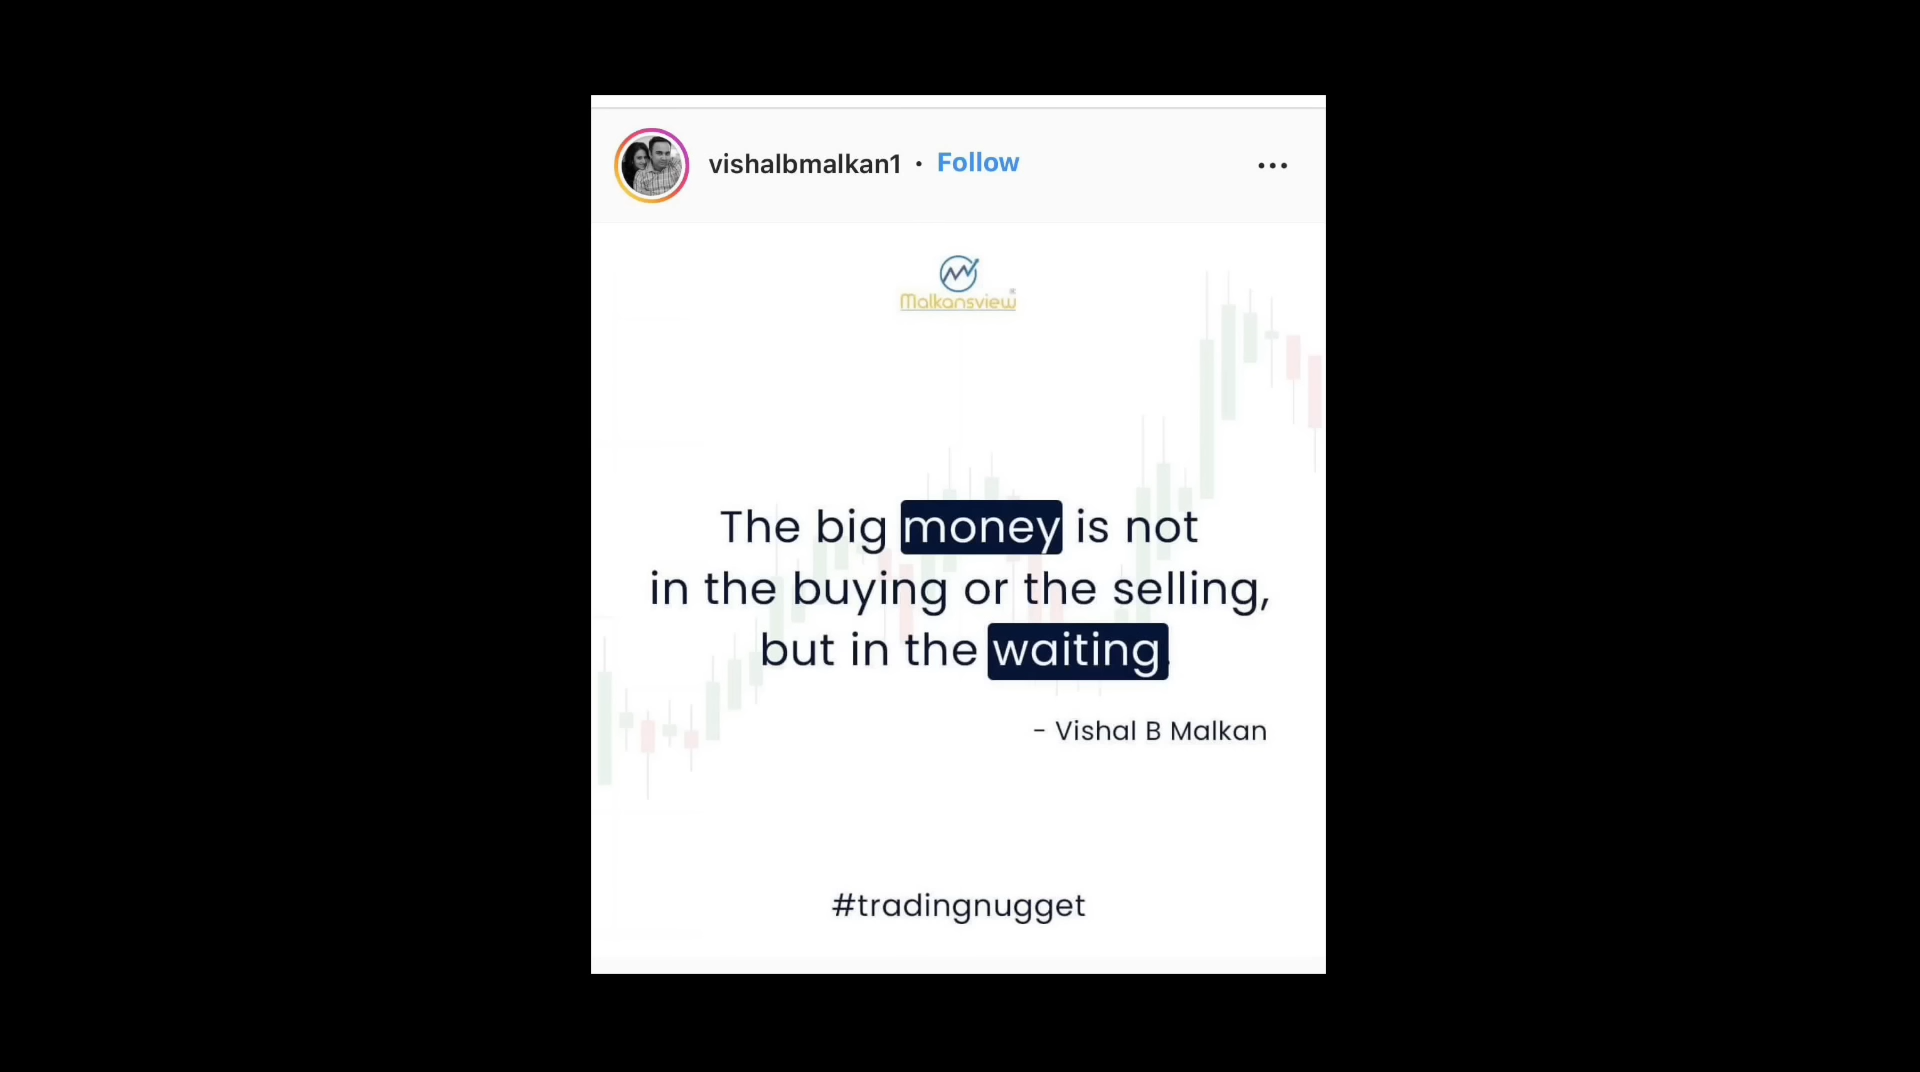 vishalbmalkan1 • Follow
Malkansview
The big money is not
in the buying or the selling,
but in the waiting.
- Vishal B Malkan
#tradingnugget